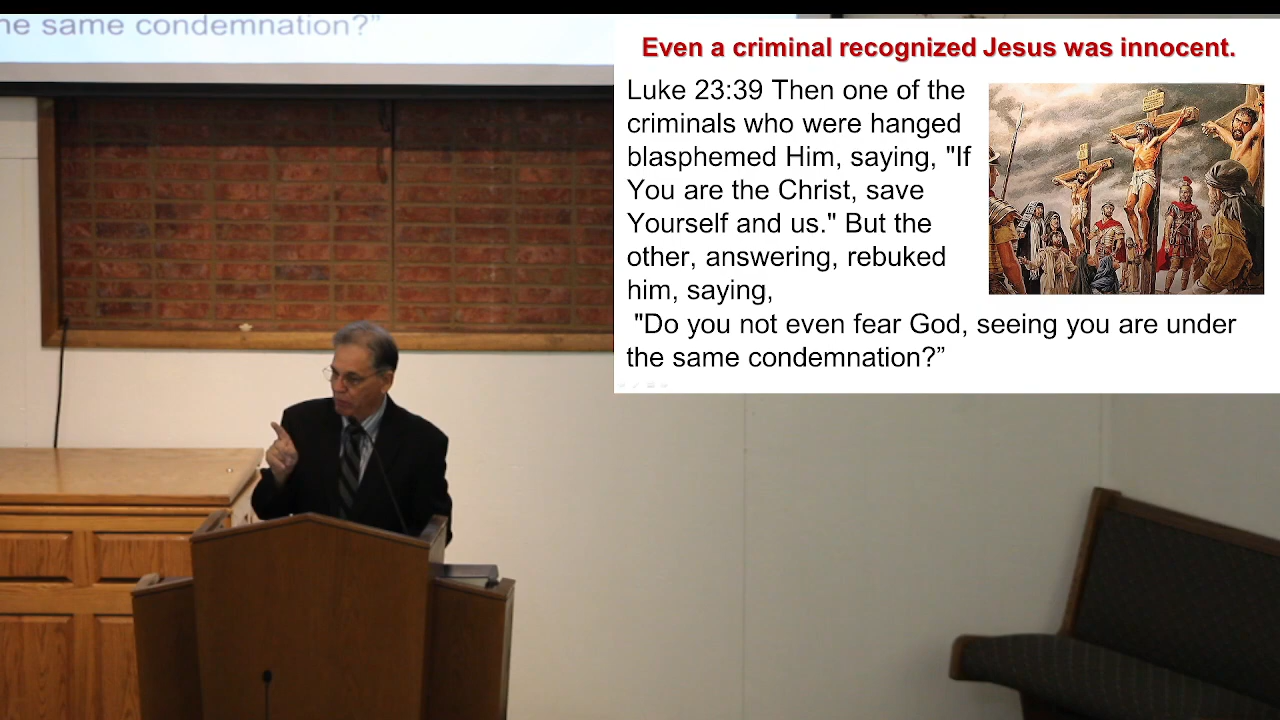 he same condemnation?”
Even a criminal recognized Jesus was innocent.
Luke 23:39 Then one of the
criminals who were hanged
blasphemed Him, saying, "If
You are the Christ, save
Yourself and us." But the
other, answering, rebuked
him, saying,
"Do you not even fear God, seeing you are under
the same condemnation?”